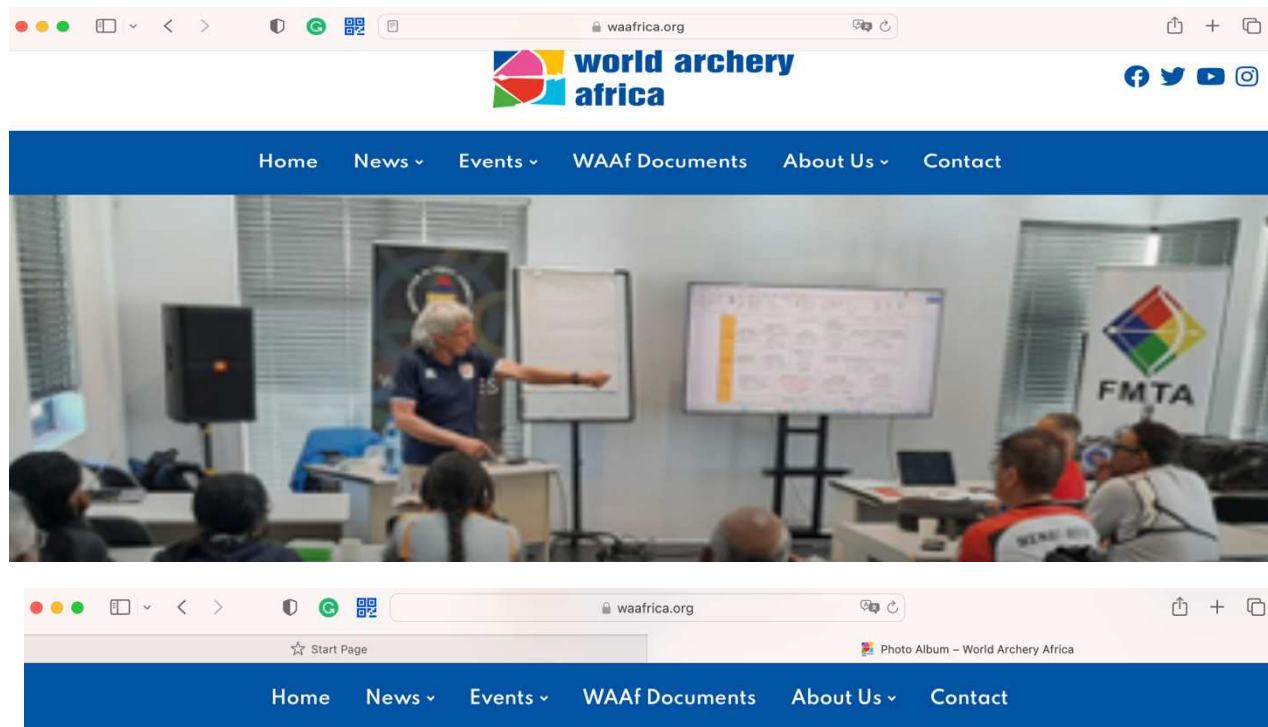 waafrica.org
world archery
africa
Home News Events WAAf Documents About Us Contact
FMTA
waafrica.org
Start Page Photo Album – World Archery Africa
Home News Events WAAf Documents About Us Contact